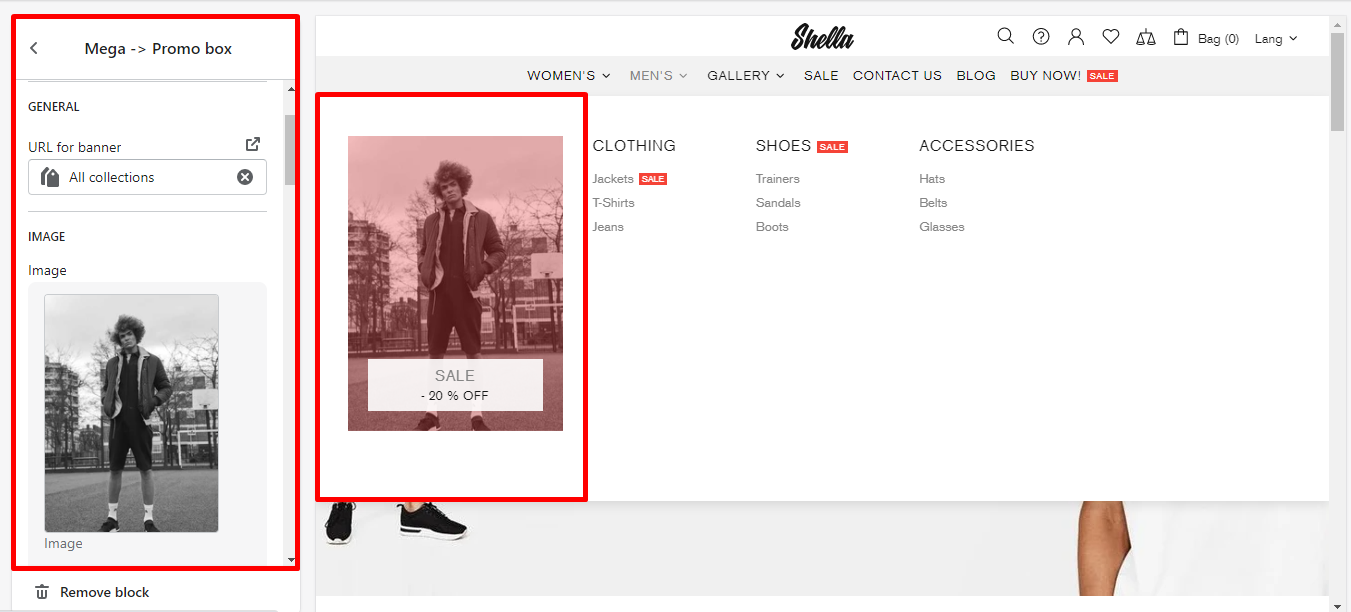 Mega -> Promo box
GENERAL
URL for banner
All collections
IMAGE
Image
Image
Remove block
Shella
Bag (0)
Lang
WOMEN'S
MEN'S
GALLERY
SALE
CONTACT US
BLOG
BUY NOW! SALE
SALE
- 20 % OFF
CLOTHING
Jackets SALE
T-Shirts
Jeans
SHOES SALE
Trainers
Sandals
Boots
ACCESSORIES
Hats
Belts
Glasses